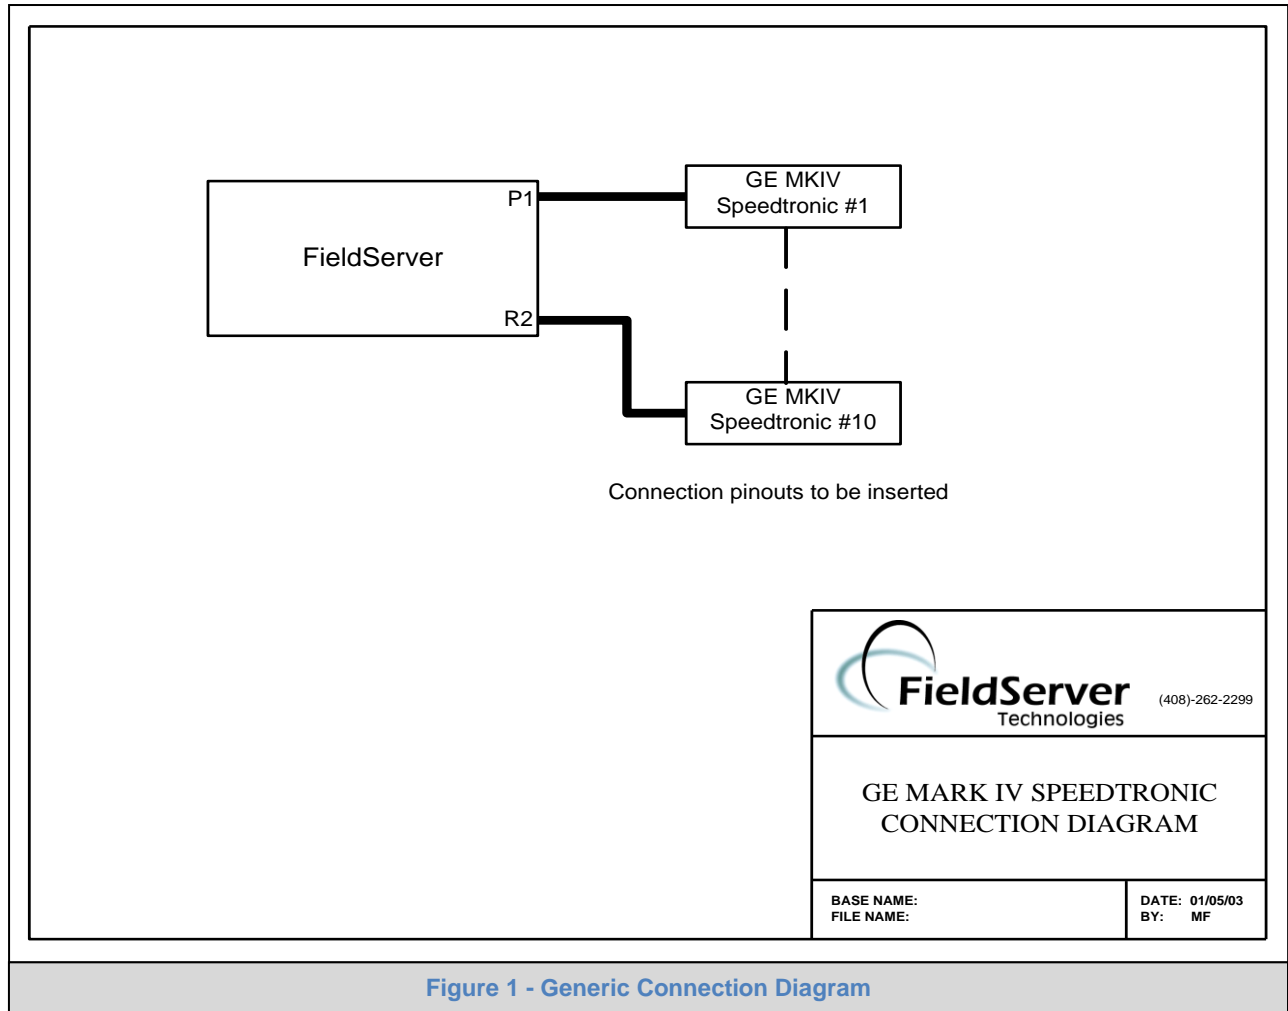 P1
FieldServer
R2
GE MKIV
Speedtronic #1
GE MKIV
Speedtronic #10
Connection pinouts to be inserted
FieldServer
Technologies
(408)-262-2299
GE MARK IV SPEEDTRONIC
CONNECTION DIAGRAM
BASE NAME:
FILE NAME:
DATE: 01/05/03
BY: MF
Figure 1 - Generic Connection Diagram